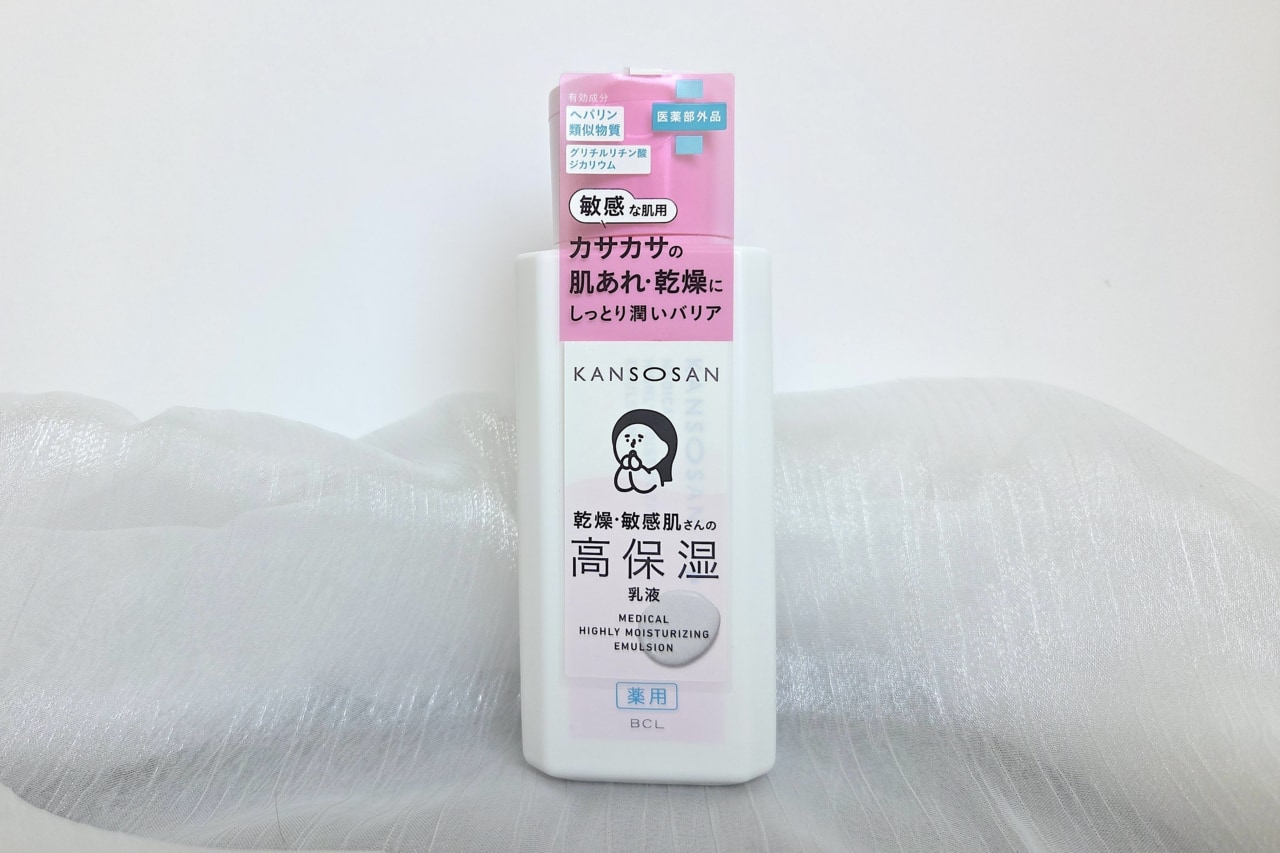 有効成分
ヘパリン
類似物質
医薬部外品
グリチルリチン酸
ジカリウム
敏感な肌用
カサカサの
肌あれ・乾燥に
しっとり潤いバリア
KANSOSAN
乾燥・敏感肌さんの
高保湿
乳液
MEDICAL
HIGHLY MOISTURIZING
EMULSION
薬用
BCL